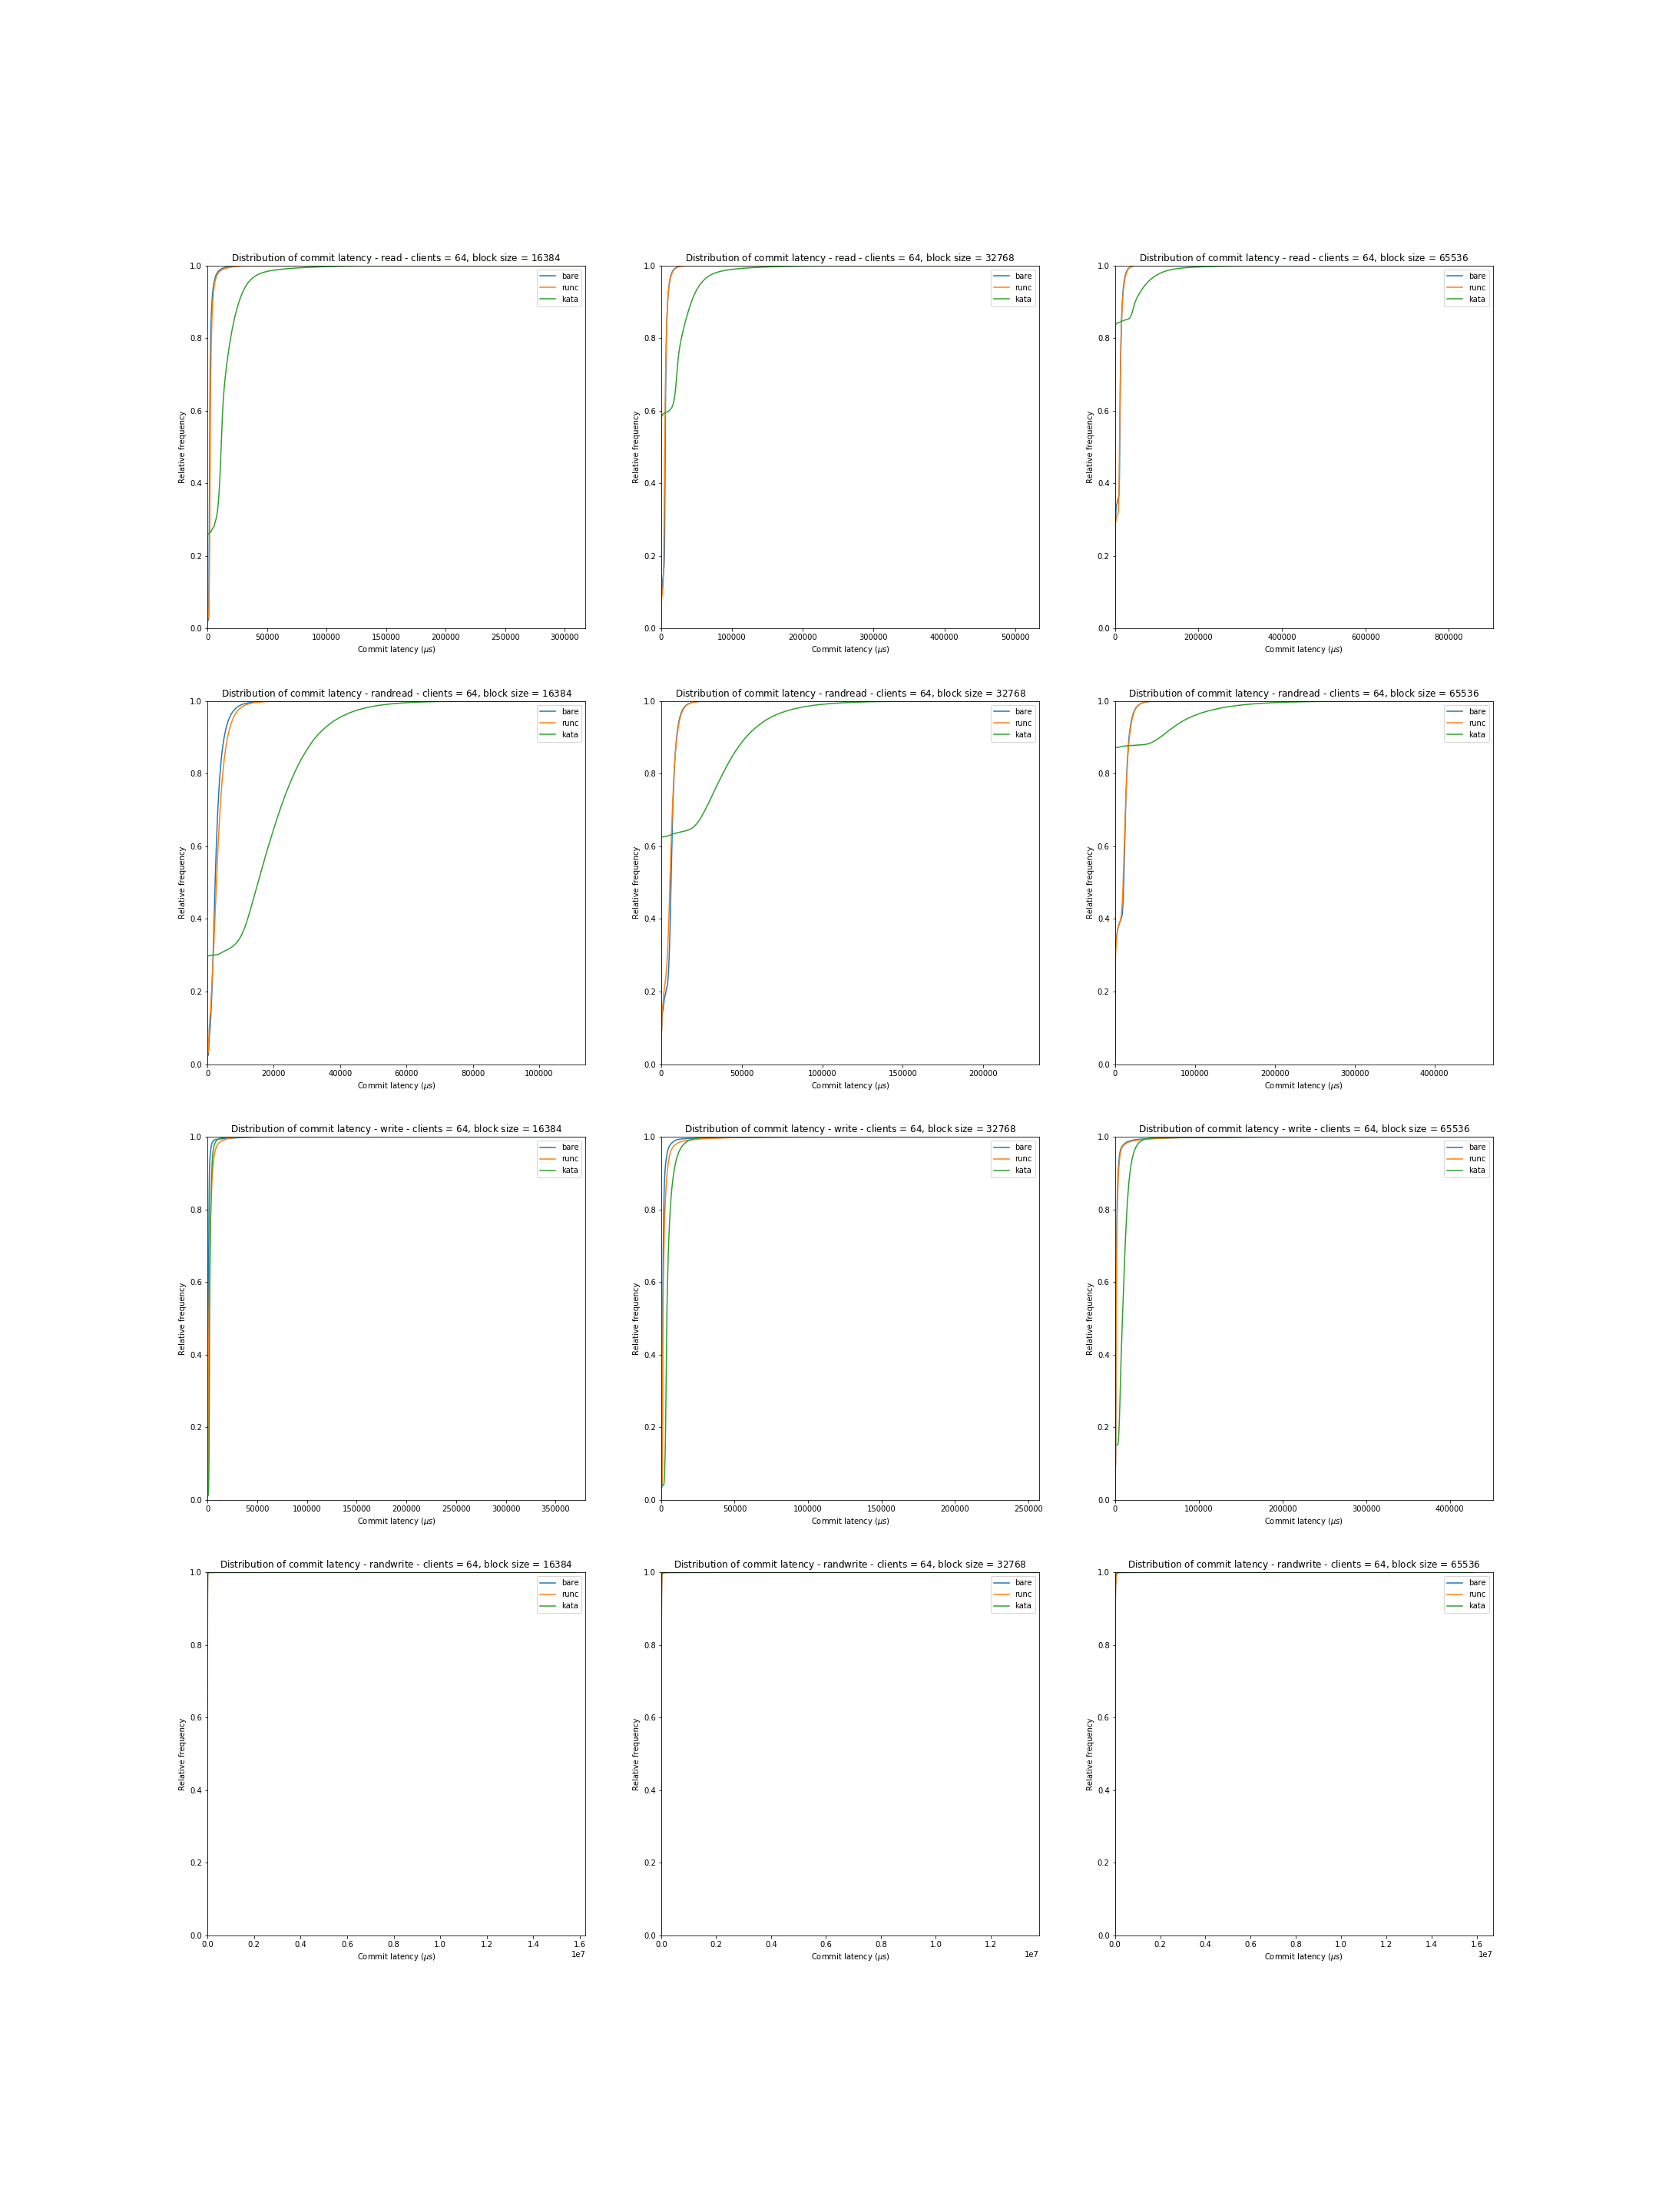 Distribution of commit latency - read - clients = 64, block size = 16384
1.0
0.8
0.6
0.4
0.2
0.0
Relative frequency
bare
runc
kata
0 50000 100000 150000 200000 250000 300000
Commit latency (μs)
Distribution of commit latency - read - clients = 64, block size = 32768
1.0
0.8
0.6
0.4
0.2
0.0
Relative frequency
bare
runc
kata
0 100000 200000 300000 400000 500000
Commit latency (μs)
Distribution of commit latency - read - clients = 64, block size = 65536
1.0
0.8
0.6
0.4
0.2
0.0
Relative frequency
bare
runc
kata
0 200000 400000 600000 800000
Commit latency (μs)
Distribution of commit latency - randread - clients = 64, block size = 16384
1.0
0.8
0.6
0.4
0.2
0.0
Relative frequency
bare
runc
kata
0 20000 40000 60000 80000 100000
Commit latency (μs)
Distribution of commit latency - randread - clients = 64, block size = 32768
1.0
0.8
0.6
0.4
0.2
0.0
Relative frequency
bare
runc
kata
0 50000 100000 150000 200000
Commit latency (μs)
Distribution of commit latency - randread - clients = 64, block size = 65536
1.0
0.8
0.6
0.4
0.2
0.0
Relative frequency
bare
runc
kata
0 100000 200000 300000 400000
Commit latency (μs)
Distribution of commit latency - write - clients = 64, block size = 16384
1.0
0.8
0.6
0.4
0.2
0.0
Relative frequency
bare
runc
kata
0 50000 100000 150000 200000 250000 300000 350000
Commit latency (μs)
Distribution of commit latency - write - clients = 64, block size = 32768
1.0
0.8
0.6
0.4
0.2
0.0
Relative frequency
bare
runc
kata
0 50000 100000 150000 200000 250000
Commit latency (μs)
Distribution of commit latency - write - clients = 64, block size = 65536
1.0
0.8
0.6
0.4
0.2
0.0
Relative frequency
bare
runc
kata
0 100000 200000 300000 400000
Commit latency (μs)
Distribution of commit latency - randwrite - clients = 64, block size = 16384
1.0
0.8
0.6
0.4
0.2
0.0
Relative frequency
bare
runc
kata
0.0 0.2 0.4 0.6 0.8 1.0 1.2 1.4 1.6
1e7
Commit latency (μs)
Distribution of commit latency - randwrite - clients = 64, block size = 32768
1.0
0.8
0.6
0.4
0.2
0.0
Relative frequency
bare
runc
kata
0.0 0.2 0.4 0.6 0.8 1.0 1.2
1e7
Commit latency (μs)
Distribution of commit latency - randwrite - clients = 64, block size = 65536
1.0
0.8
0.6
0.4
0.2
0.0
Relative frequency
bare
runc
kata
0.0 0.2 0.4 0.6 0.8 1.0 1.2 1.4 1.6
1e7
Commit latency (μs)